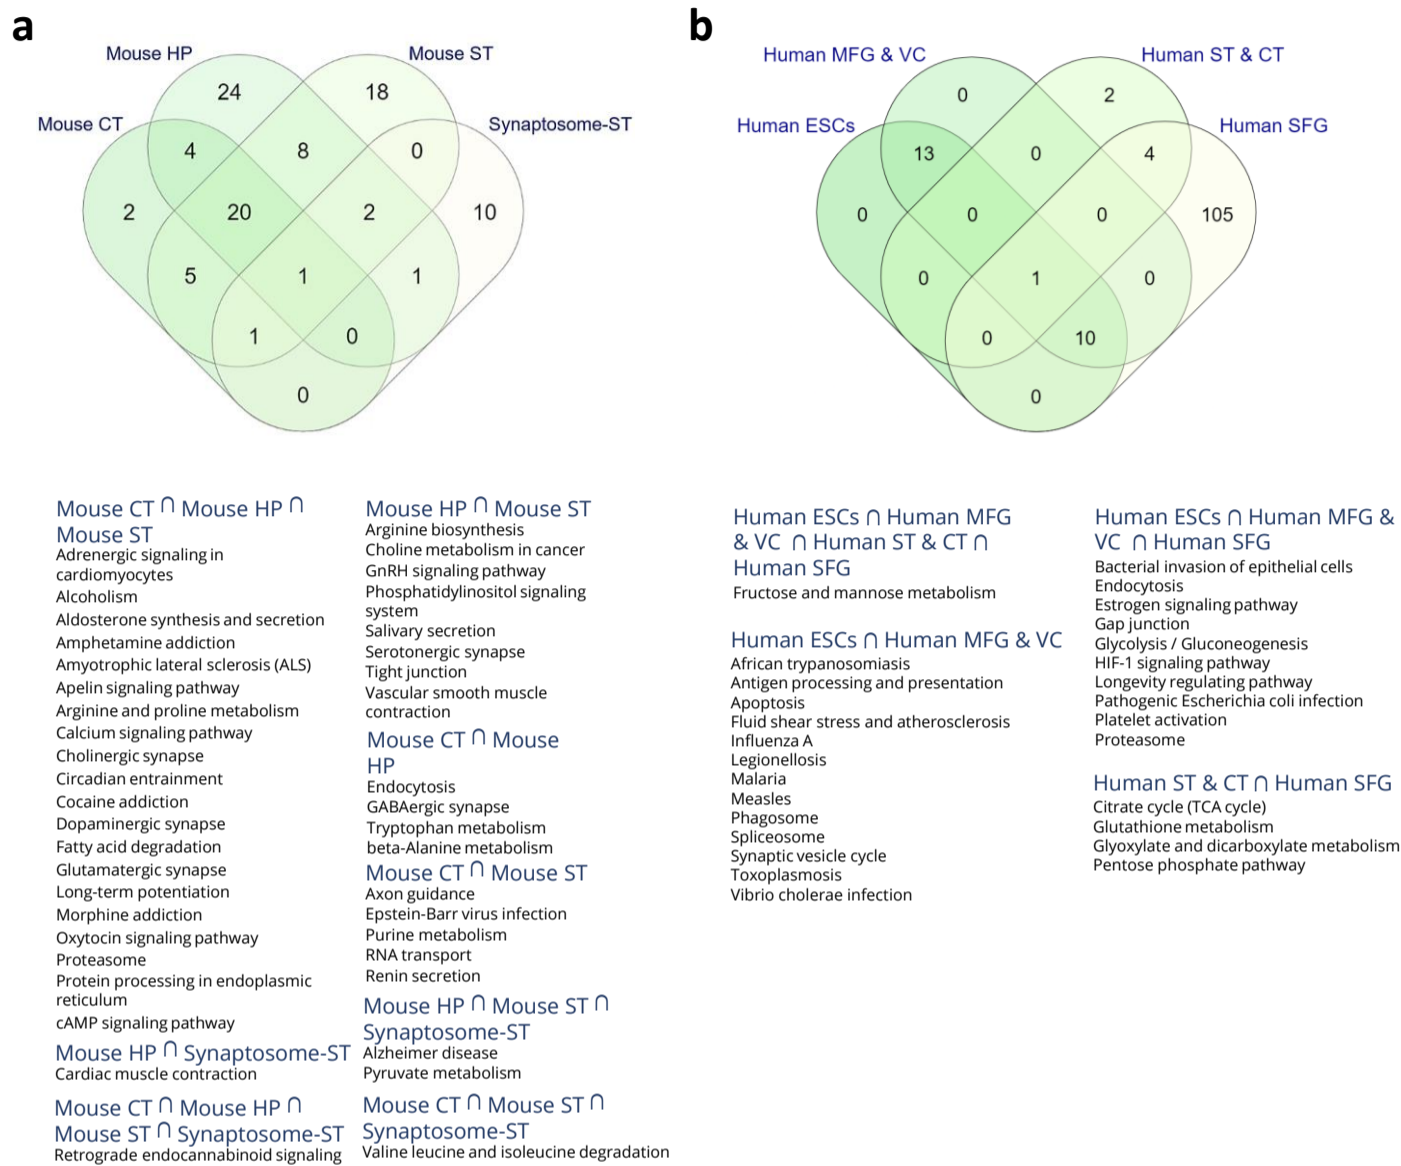 a
Mouse HP
Mouse ST
Mouse CT
Synaptosome-ST
24
18
4
8
0
2
20
2
10
5
1
1
1
0
0
Mouse CT ∩ Mouse HP ∩
Mouse ST
Adrenergic signaling in
cardiomyocytes
Alcoholism
Aldosterone synthesis and secretion
Amphetamine addiction
Amyotrophic lateral sclerosis (ALS)
Apelin signaling pathway
Arginine and proline metabolism
Calcium signaling pathway
Cholinergic synapse
Circadian entrainment
Cocaine addiction
Dopaminergic synapse
Fatty acid degradation
Glutamatergic synapse
Long-term potentiation
Morphine addiction
Oxytocin signaling pathway
Proteasome
Protein processing in endoplasmic
reticulum
cAMP signaling pathway
Mouse HP ∩ Synaptosome-ST
Cardiac muscle contraction
Mouse CT ∩ Mouse HP ∩
Mouse ST ∩ Synaptosome-ST
Retrograde endocannabinoid signaling
Mouse HP ∩ Mouse ST
Arginine biosynthesis
Choline metabolism in cancer
GnRH signaling pathway
Phosphatidylinositol signaling
system
Salivary secretion
Serotonergic synapse
Tight junction
Vascular smooth muscle
contraction
Mouse CT ∩ Mouse
HP
Endocytosis
GABAergic synapse
Tryptophan metabolism
beta-Alanine metabolism
Mouse CT ∩ Mouse ST
Axon guidance
Epstein-Barr virus infection
Purine metabolism
RNA transport
Renin secretion
Mouse HP ∩ Mouse ST ∩
Synaptosome-ST
Alzheimer disease
Pyruvate metabolism
Mouse CT ∩ Mouse ST ∩
Synaptosome-ST
Valine leucine and isoleucine degradation
b
Human MFG & VC
Human ST & CT
Human ESCs
Human SFG
0
2
13
0
4
0
0
0
105
0
1
0
0
10
0
Human ESCs ∩ Human MFG
& VC ∩ Human ST & CT ∩
Human SFG
Fructose and mannose metabolism
Human ESCs ∩ Human MFG & VC
African trypanosomiasis
Antigen processing and presentation
Apoptosis
Fluid shear stress and atherosclerosis
Influenza A
Legionellosis
Malaria
Measles
Phagosome
Spliceosome
Synaptic vesicle cycle
Toxoplasmosis
Vibrio cholerae infection
Human ESCs ∩ Human MFG &
VC ∩ Human SFG
Bacterial invasion of epithelial cells
Endocytosis
Estrogen signaling pathway
Gap junction
Glycolysis / Gluconeogenesis
HIF-1 signaling pathway
Longevity regulating pathway
Pathogenic Escherichia coli infection
Platelet activation
Proteasome
Human ST & CT ∩ Human SFG
Citrate cycle (TCA cycle)
Glutathione metabolism
Glyoxylate and dicarboxylate metabolism
Pentose phosphate pathway